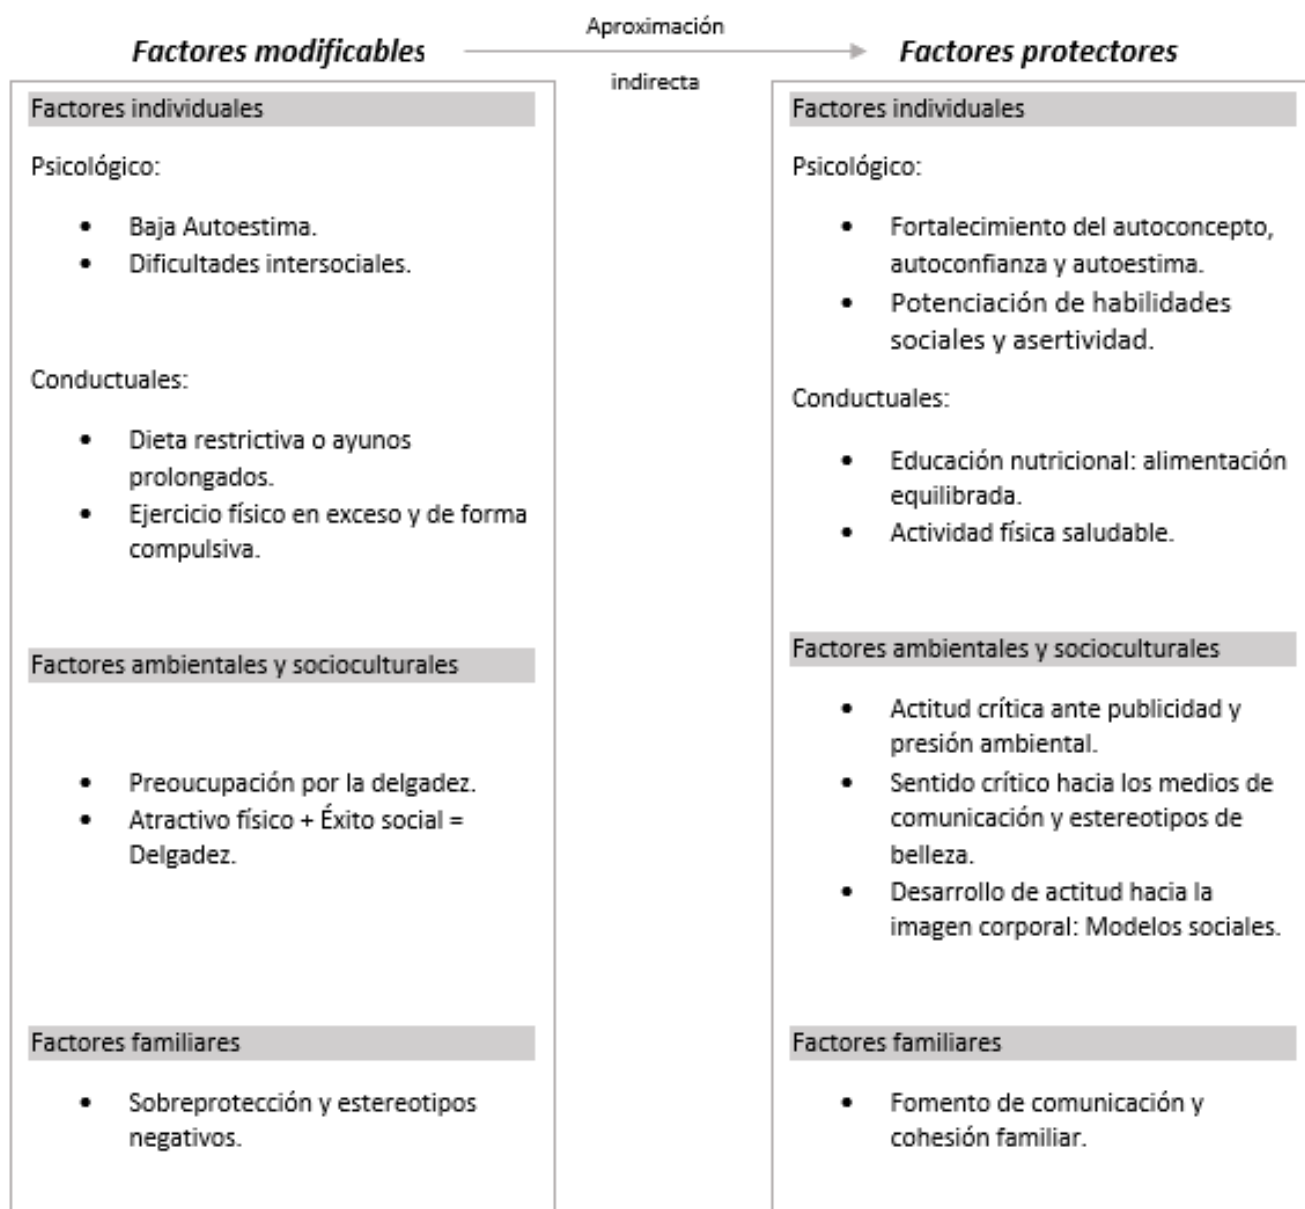 Factores modificables
Aproximación
indirecta
Factores protectores
Factores individuales
Psicológico:
• Baja Autoestima.
• Dificultades intersociales.
Conductuales:
• Dieta restrictiva o ayunos
prolongados.
• Ejercicio físico en exceso y de forma
compulsiva.
Factores ambientales y socioculturales
• Preoucupación por la delgadez.
• Atractivo físico + Éxito social =
Delgadez.
Factores familiares
• Sobreprotección y estereotipos
negativos.
Factores individuales
Psicológico:
• Fortalecimiento del autoconcepto,
autoconfianza y autoestima.
• Potenciación de habilidades
sociales y asertividad.
Conductuales:
• Educación nutricional: alimentación
equilibrada.
• Actividad física saludable.
Factores ambientales y socioculturales
• Actitud crítica ante publicidad y
presión ambiental.
• Sentido crítico hacia los medios de
comunicación y estereotipos de
belleza.
• Desarrollo de actitud hacia la
imagen corporal: Modelos sociales.
Factores familiares
• Fomento de comunicación y
cohesión familiar.